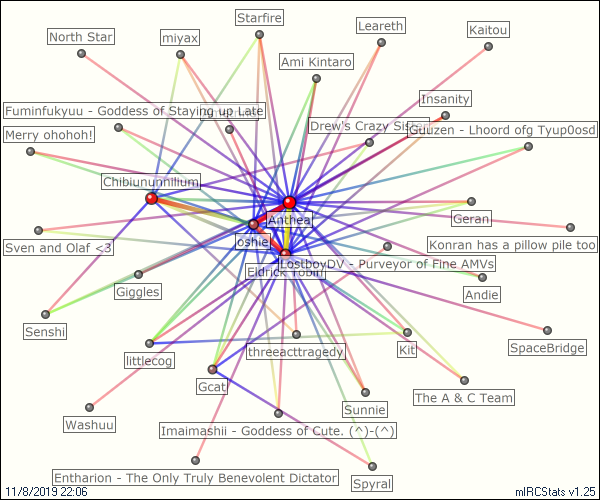 Starfire
Leareth
North Star
miyax
Kaitou
Ami Kintaro
Insanity
Fuminfukyuu - Goddess of Staying up Late
Drew's Crazy Sister
Guuzen - Lhoord ofg Tyup0osd
Merry ohohoh!
Chibiununnilium
Anthea
Geran
oshie
Sven and Olaf <3
Konran has a pillow pile too
LostboyDW - Purveyor of Fine AMVs
Eldrick Tobin
Giggles
Andie
Senshi
SpaceBridge
threeacttragedy
Kit
littlecog
Gcat
The A & C Team
Sunnie
Washuu
Imaimashii - Goddess of Cute. (^)-(^)
Entharion - The Only Truly Benevolent Dictator
Spyral
11/8/2019 22:06
mIRCStats v1.25